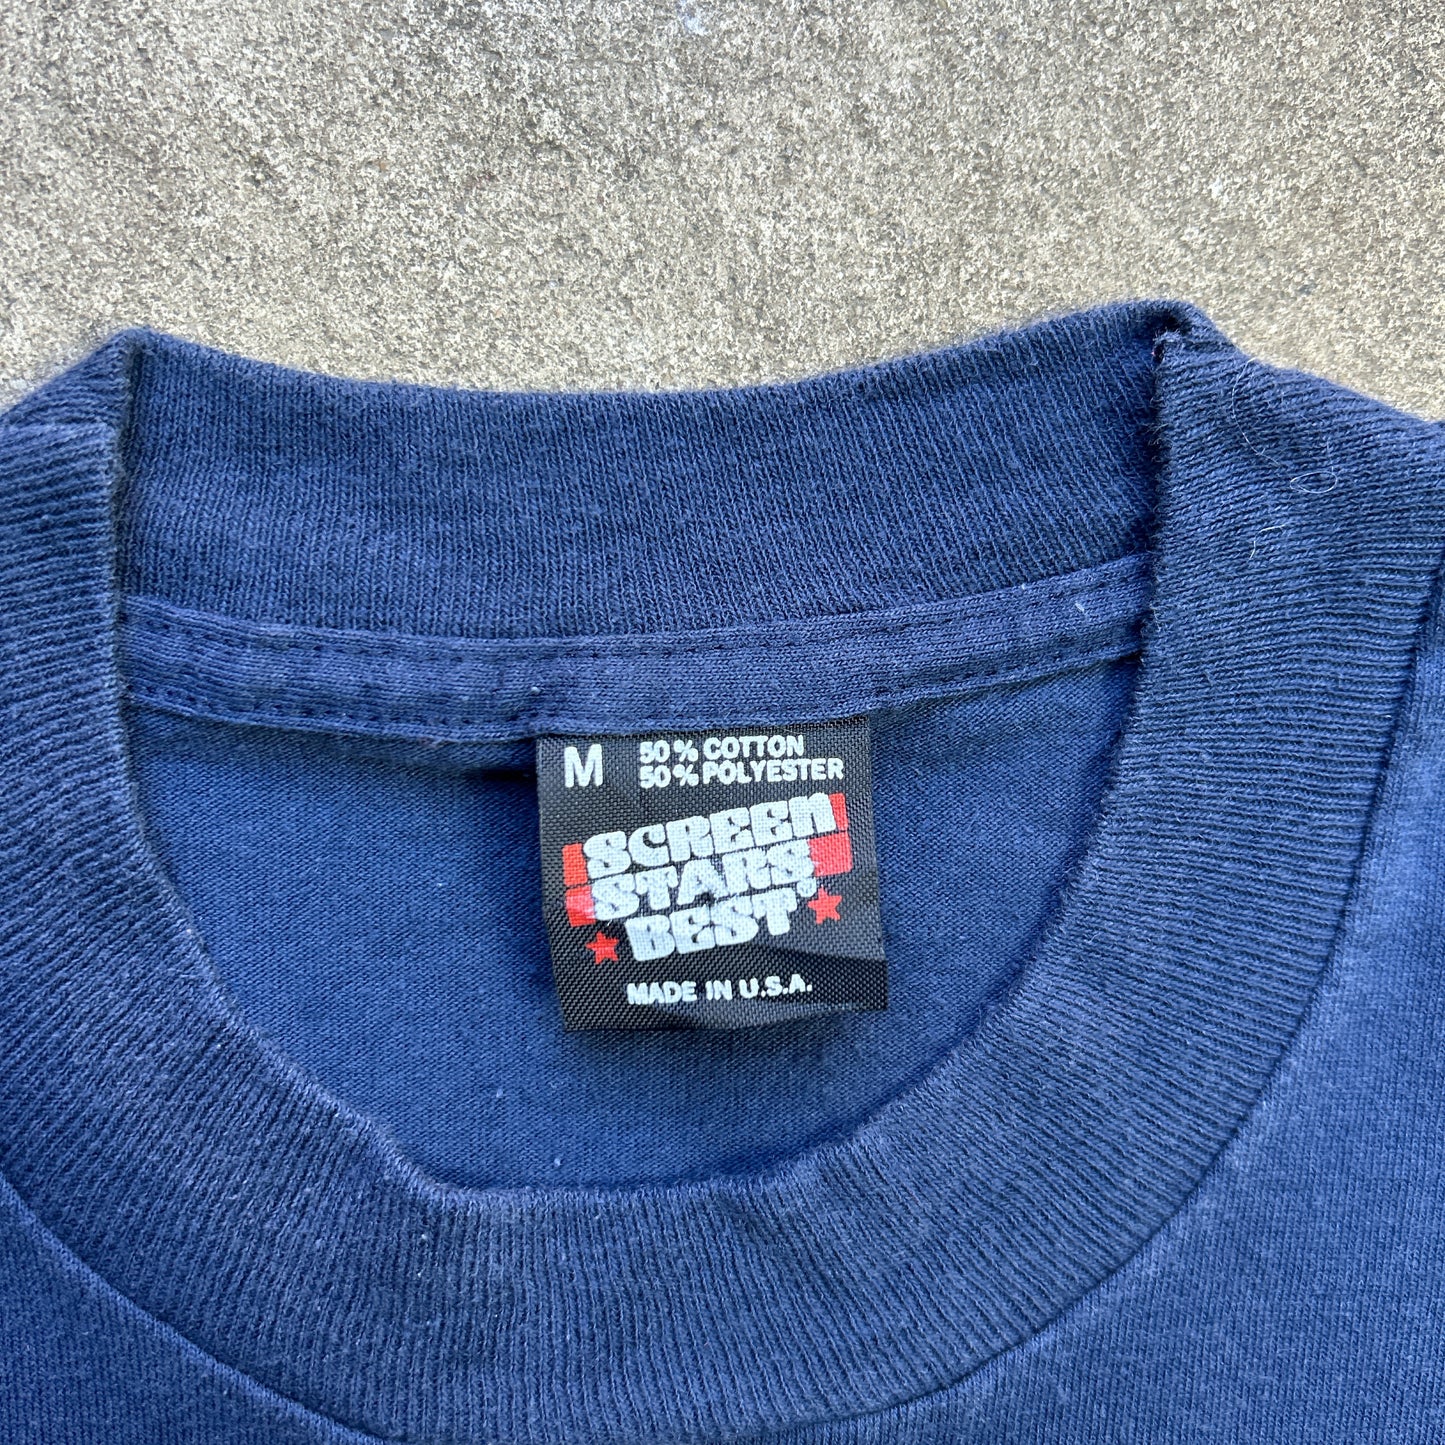 M
50% COTTON
50% POLYESTER
SCREEN
STARS
BEST
MADE IN U.S.A.